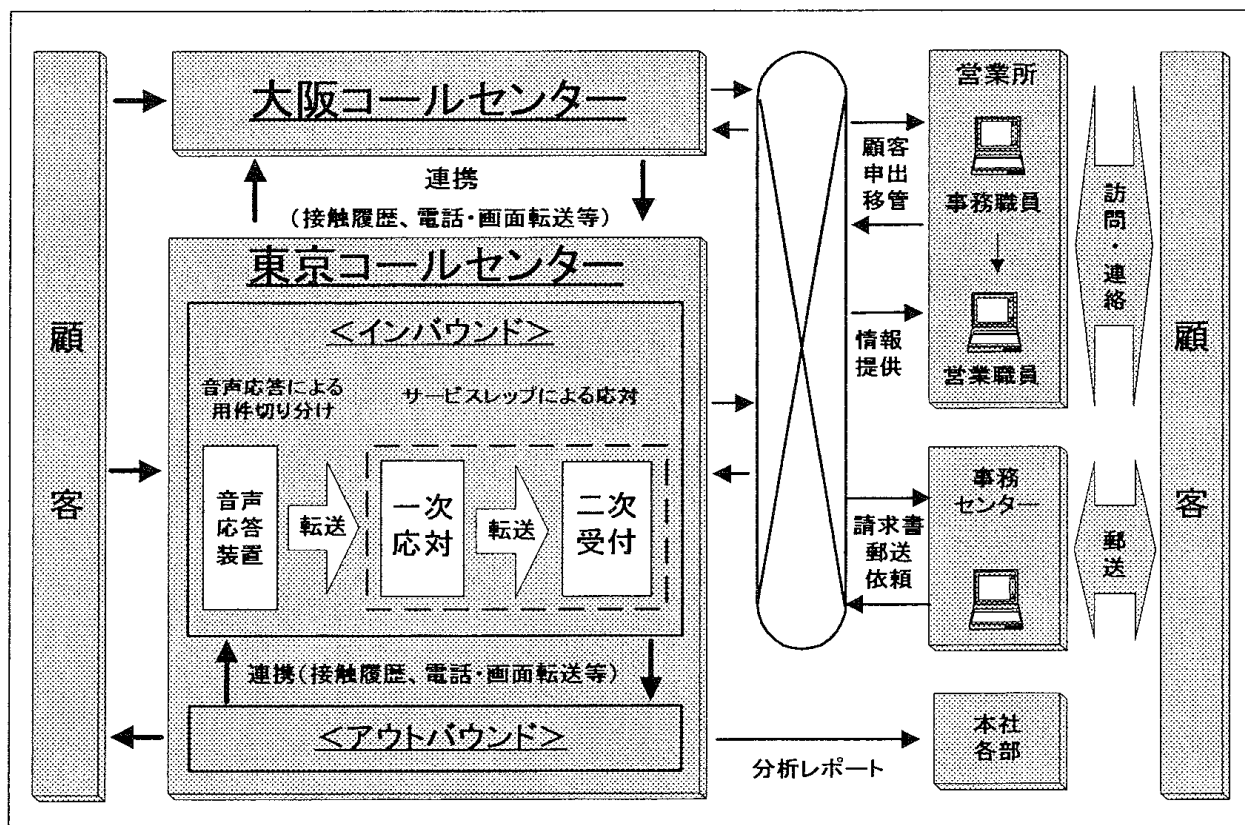 顧
客
大阪コールセンター
連携
(接触履歴、電話・画面転送等)
東京コールセンター
<インバウンド>
音声応答による
用件切り分け
サービスレップによる応対
音声
応答
装置
転送
一次
応対
転送
二次
受付
連携(接触履歴、電話・画面転送等)
<アウトバウンド>
顧客
申出
移管
情報
提供
請求書
郵送
依頼
分析レポート
営業所
事務職員
営業職員
事務
センター
本社
各部
訪問・連絡
郵送
顧
客